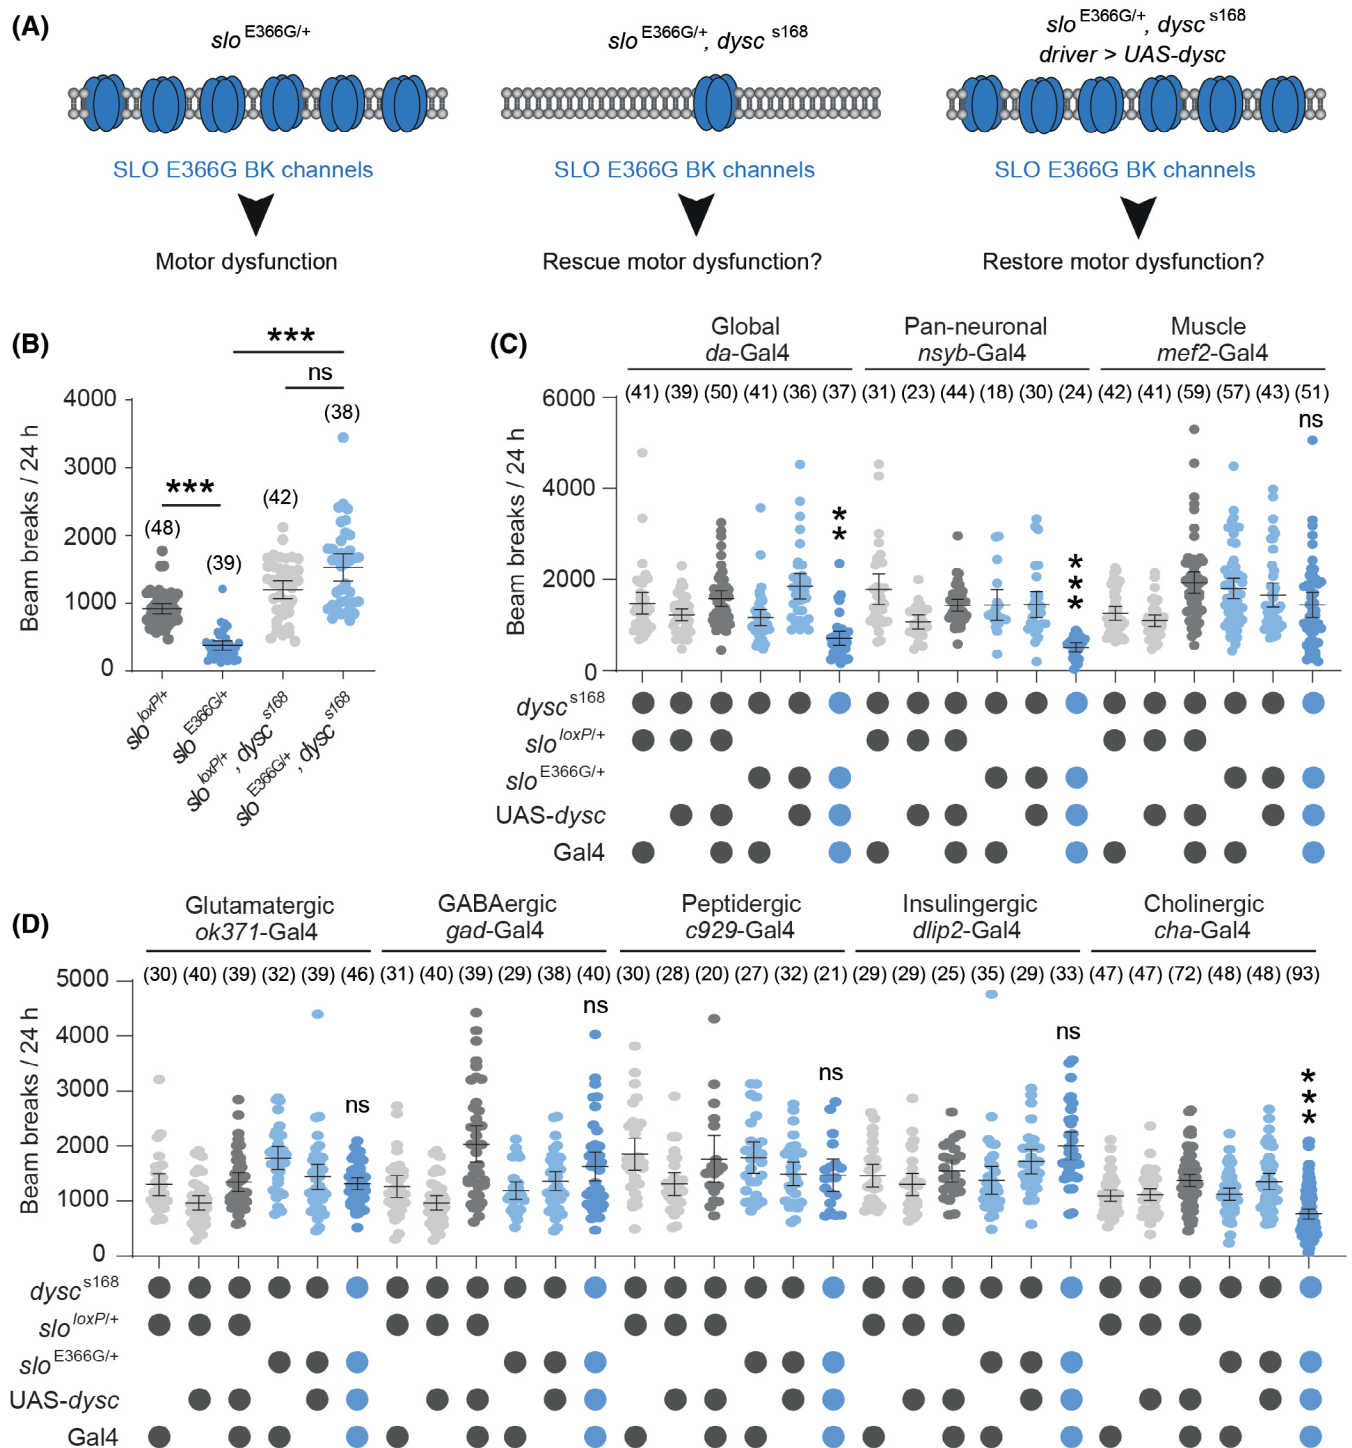 (A)
slo E366G/+
slo E366G/+, dysc s168
slo E366G/+, dysc s168
driver > UAS-dysc
SLO E366G BK channels
SLO E366G BK channels
SLO E366G BK channels
Motor dysfunction
Rescue motor dysfunction?
Restore motor dysfunction?
(B)
***
ns
***
(48)
(39)
(42)
(38)
Beam breaks / 24 h
4000
3000
2000
1000
0
slo loxP/+
slo E366G/+
slo loxP/+, dysc s168
slo E366G/+, dysc s168
(C)
Global
da-Gal4
Pan-neuronal
nsyb-Gal4
Muscle
mef2-Gal4
(41) (39) (50) (41) (36) (37) (31) (23) (44) (18) (30) (24) (42) (41) (59) (57) (43) (51)
**
***
ns
Beam breaks / 24 h
6000
4000
2000
0
dysc s168
slo loxP/+
slo E366G/+
UAS-dysc
Gal4
(D)
Glutamatergic
ok371-Gal4
GABAergic
gad-Gal4
Peptidergic
c929-Gal4
Insulingergic
dlip2-Gal4
Cholinergic
cha-Gal4
(30) (40) (39) (32) (39) (46) (31) (40) (39) (29) (38) (40) (30) (28) (20) (27) (32) (21) (29) (29) (25) (35) (29) (33) (47) (47) (72) (48) (48) (93)
ns
ns
ns
ns
***
Beam breaks / 24 h
5000
4000
3000
2000
1000
0
dysc s168
slo loxP/+
slo E366G/+
UAS-dysc
Gal4